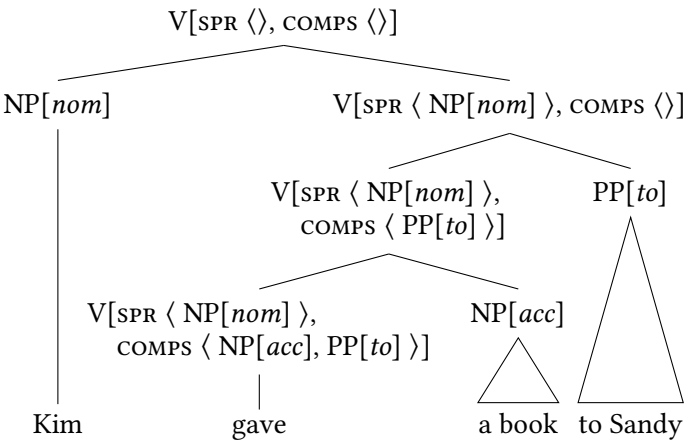 V[SPR ⟨⟩, COMPS ⟨⟩]
NP[nom]
V[SPR ⟨ NP[nom] ⟩, COMPS ⟨⟩]
V[SPR ⟨ NP[nom] ⟩,
COMPS ⟨ PP[to] ⟩]
PP[to]
V[SPR ⟨ NP[nom] ⟩,
COMPS ⟨ NP[acc], PP[to] ⟩]
NP[acc]
Kim
gave
a book
to Sandy